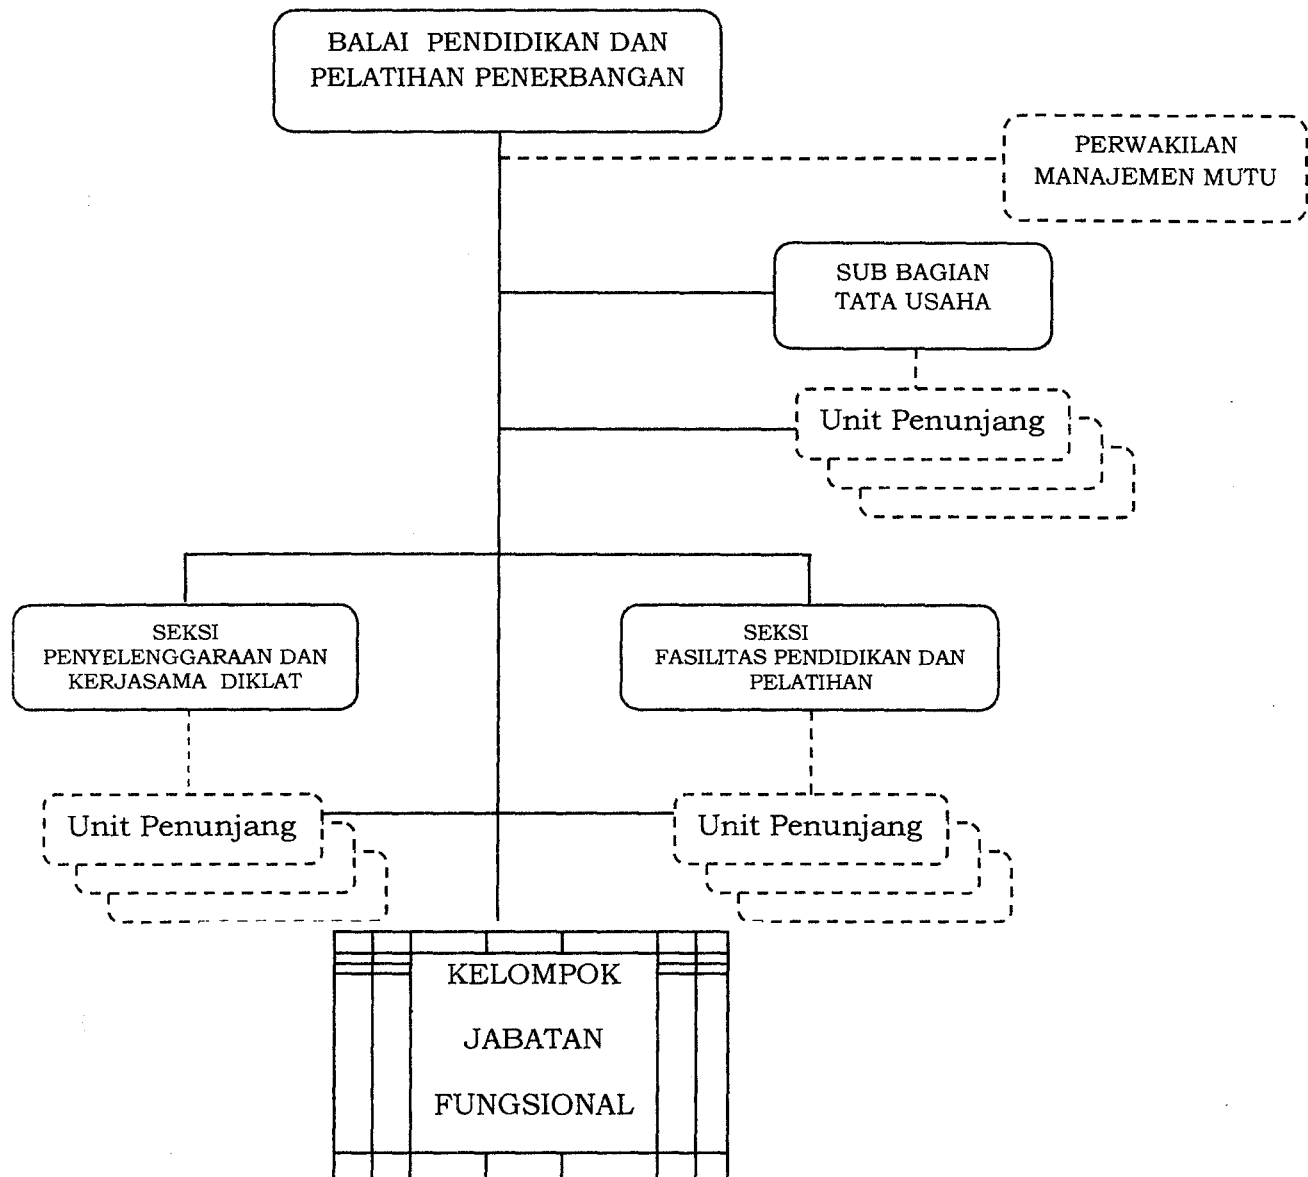 BALAI PENDIDIKAN DAN
PELATIHAN PENERBANGAN
PERWAKILAN
MANAJEMEN MUTU
SUB BAGIAN
TATA USAHA
Unit Penunjang
SEKSI
PENYELENGGARAAN DAN
KERJASAMA DIKLAT
SEKSI
FASILITAS PENDIDIKAN DAN
PELATIHAN
Unit Penunjang
Unit Penunjang
KELOMPOK
JABATAN
FUNGSIONAL